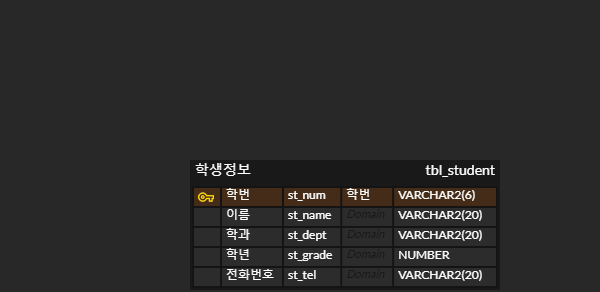 학생정보 tbl_student
학번 st_num 학번 VARCHAR2(6)
이름 st_name Domain VARCHAR2(20)
학과 st_dept Domain VARCHAR2(20)
학년 st_grade Domain NUMBER
전화번호 st_tel Domain VARCHAR2(20)